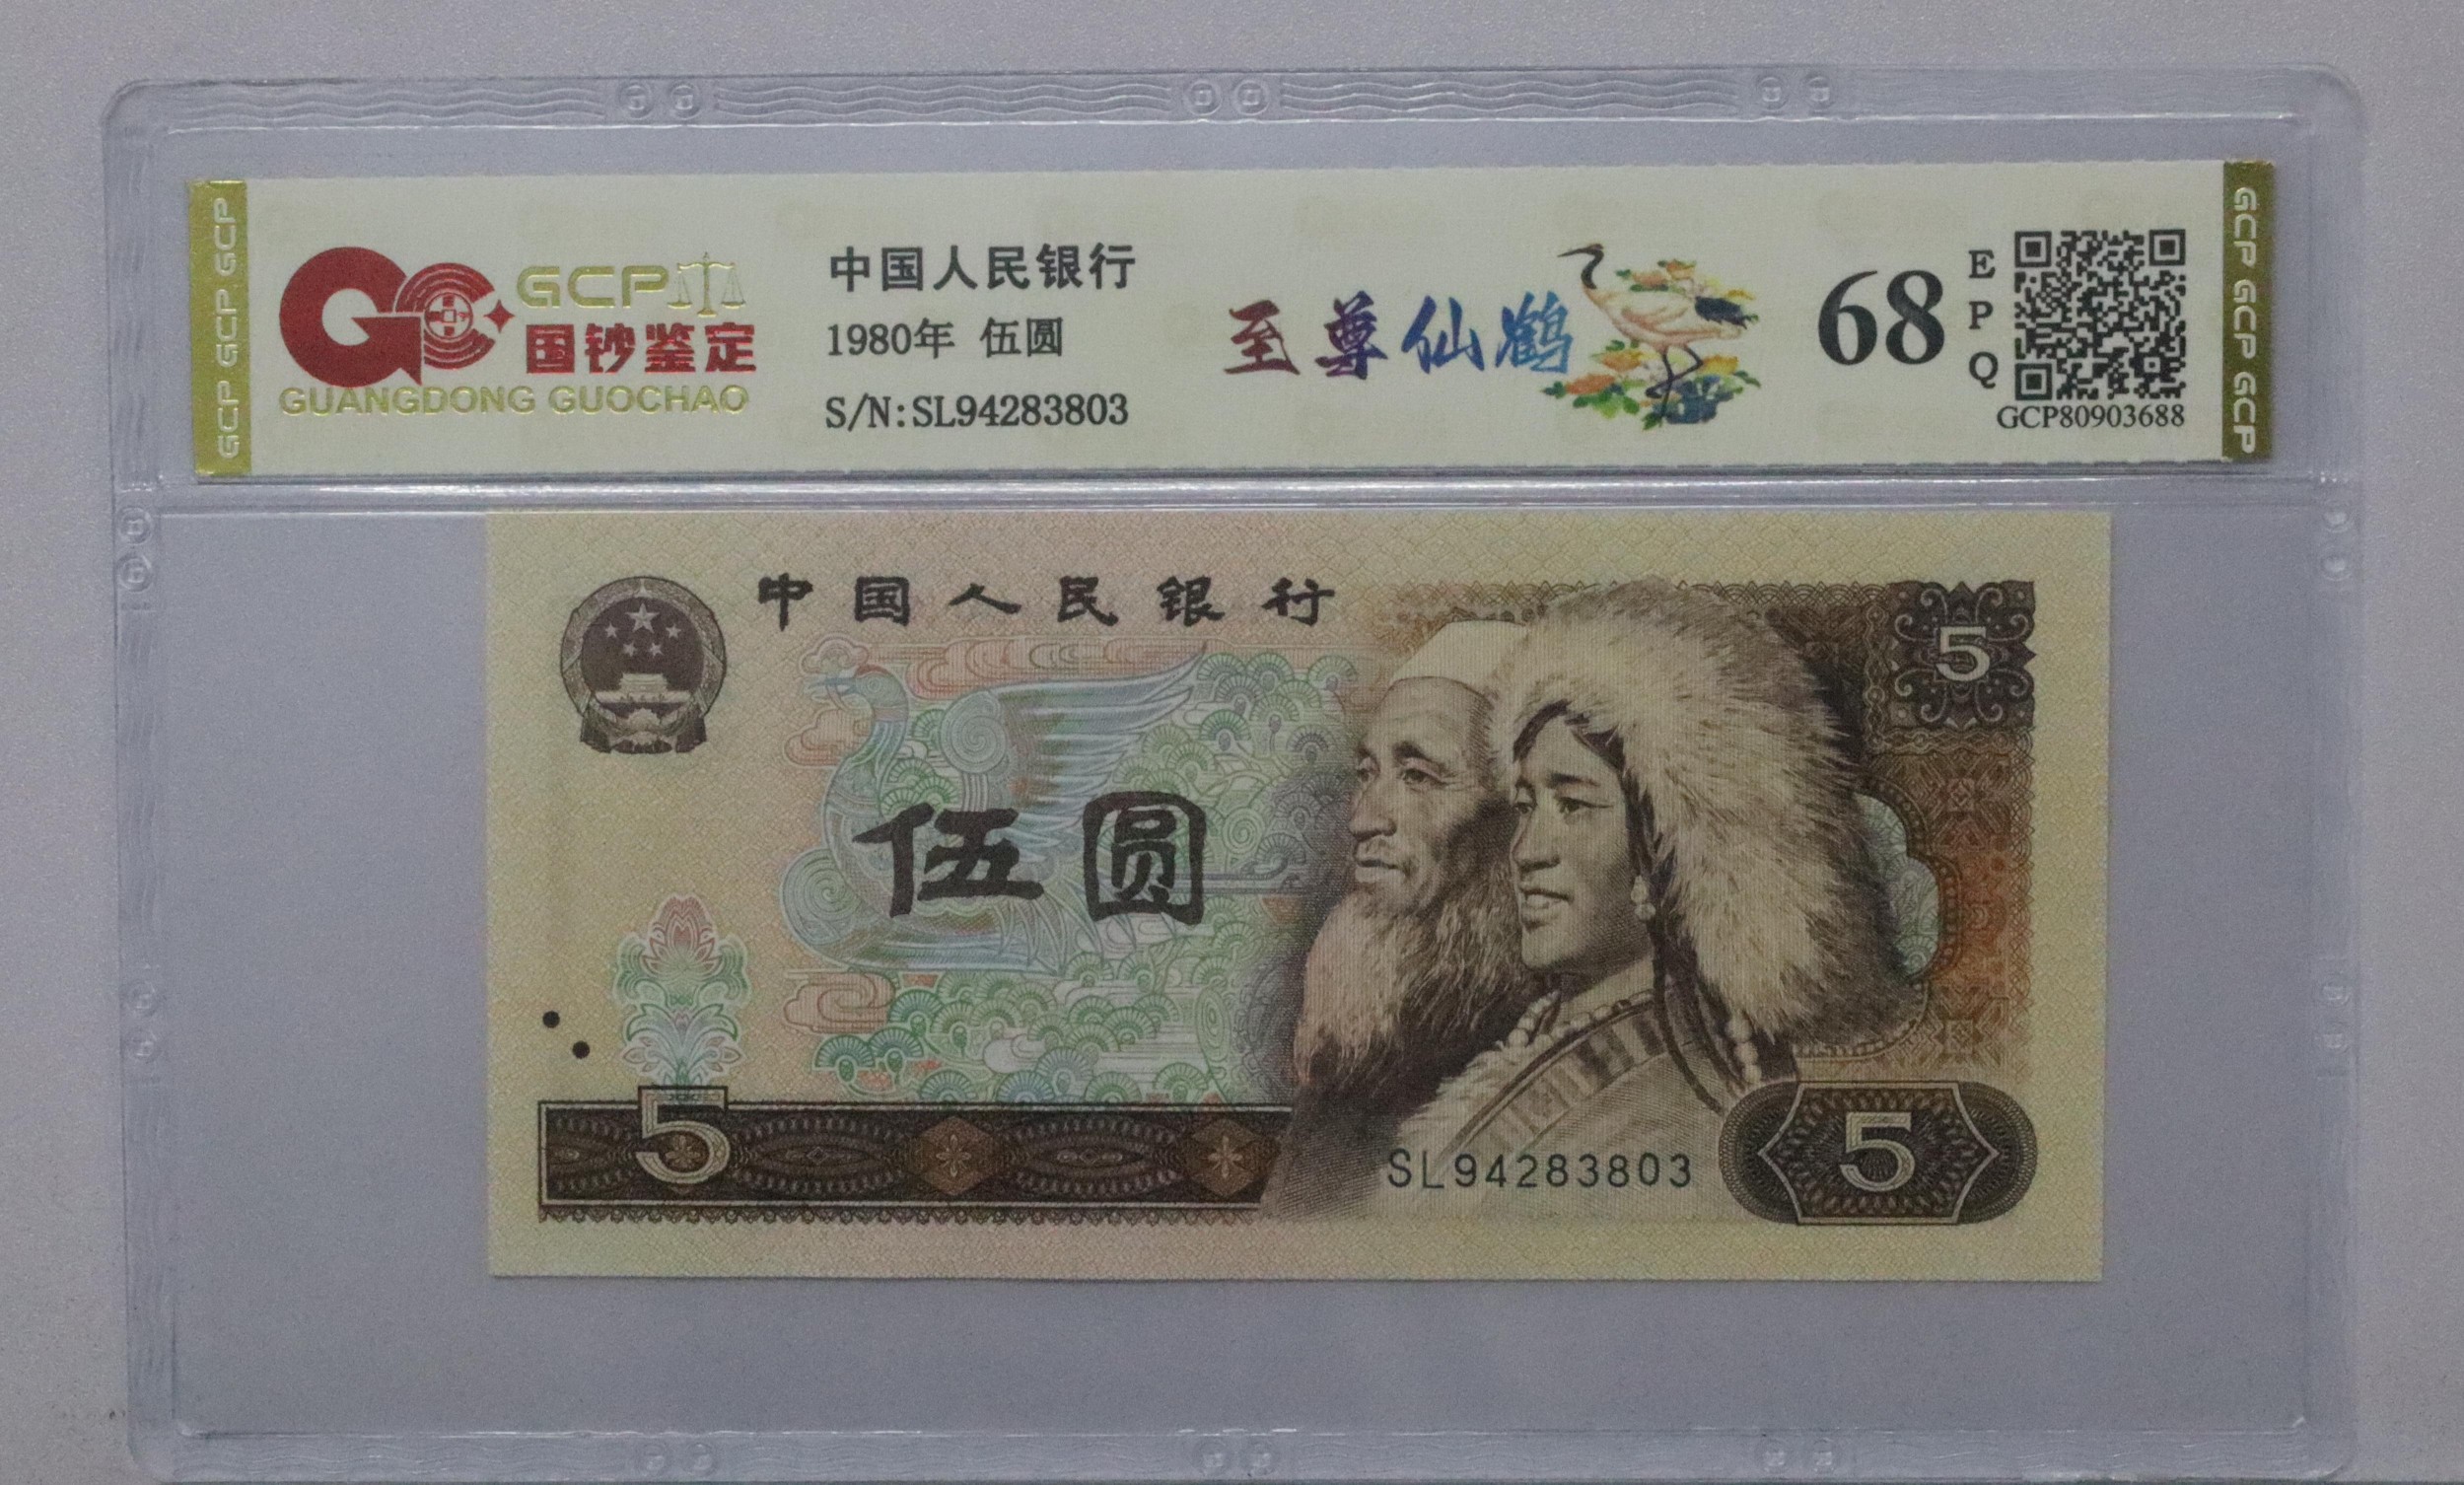 GCP GCP GCP
GCP
国钞鉴定
GUANGDONG GUOCHAO
中国人民银行
1980年 伍圆
S/N:SL94283803
至尊仙鹤
68
EPQ
GCP80903688
GCP GCP GCP
中国人民银行
5
伍圆
5
SL94283803
5